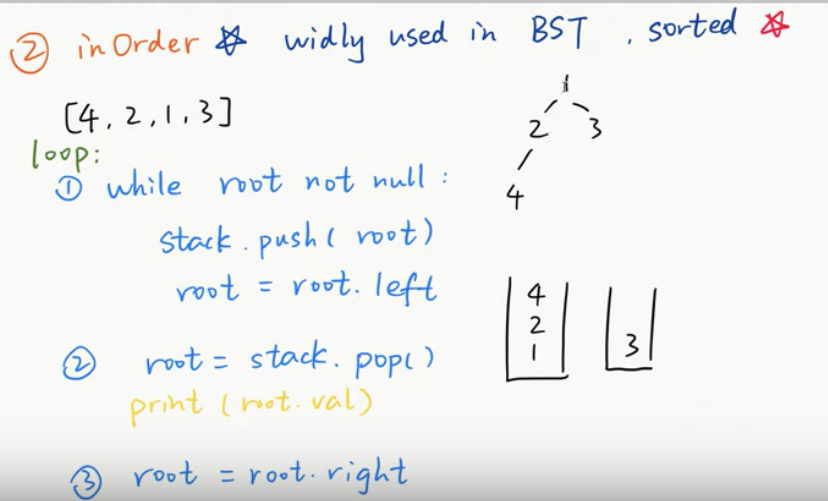 ② inOrder ☆ widly used in BST , sorted ☆
[4, 2, 1, 3]
loop:
① while root not null :
stack . push ( root)
root = root. left
② root = stack . pop( )
print ( root. val)
③ root = root. right
1
2 3
4
4
2
1
3